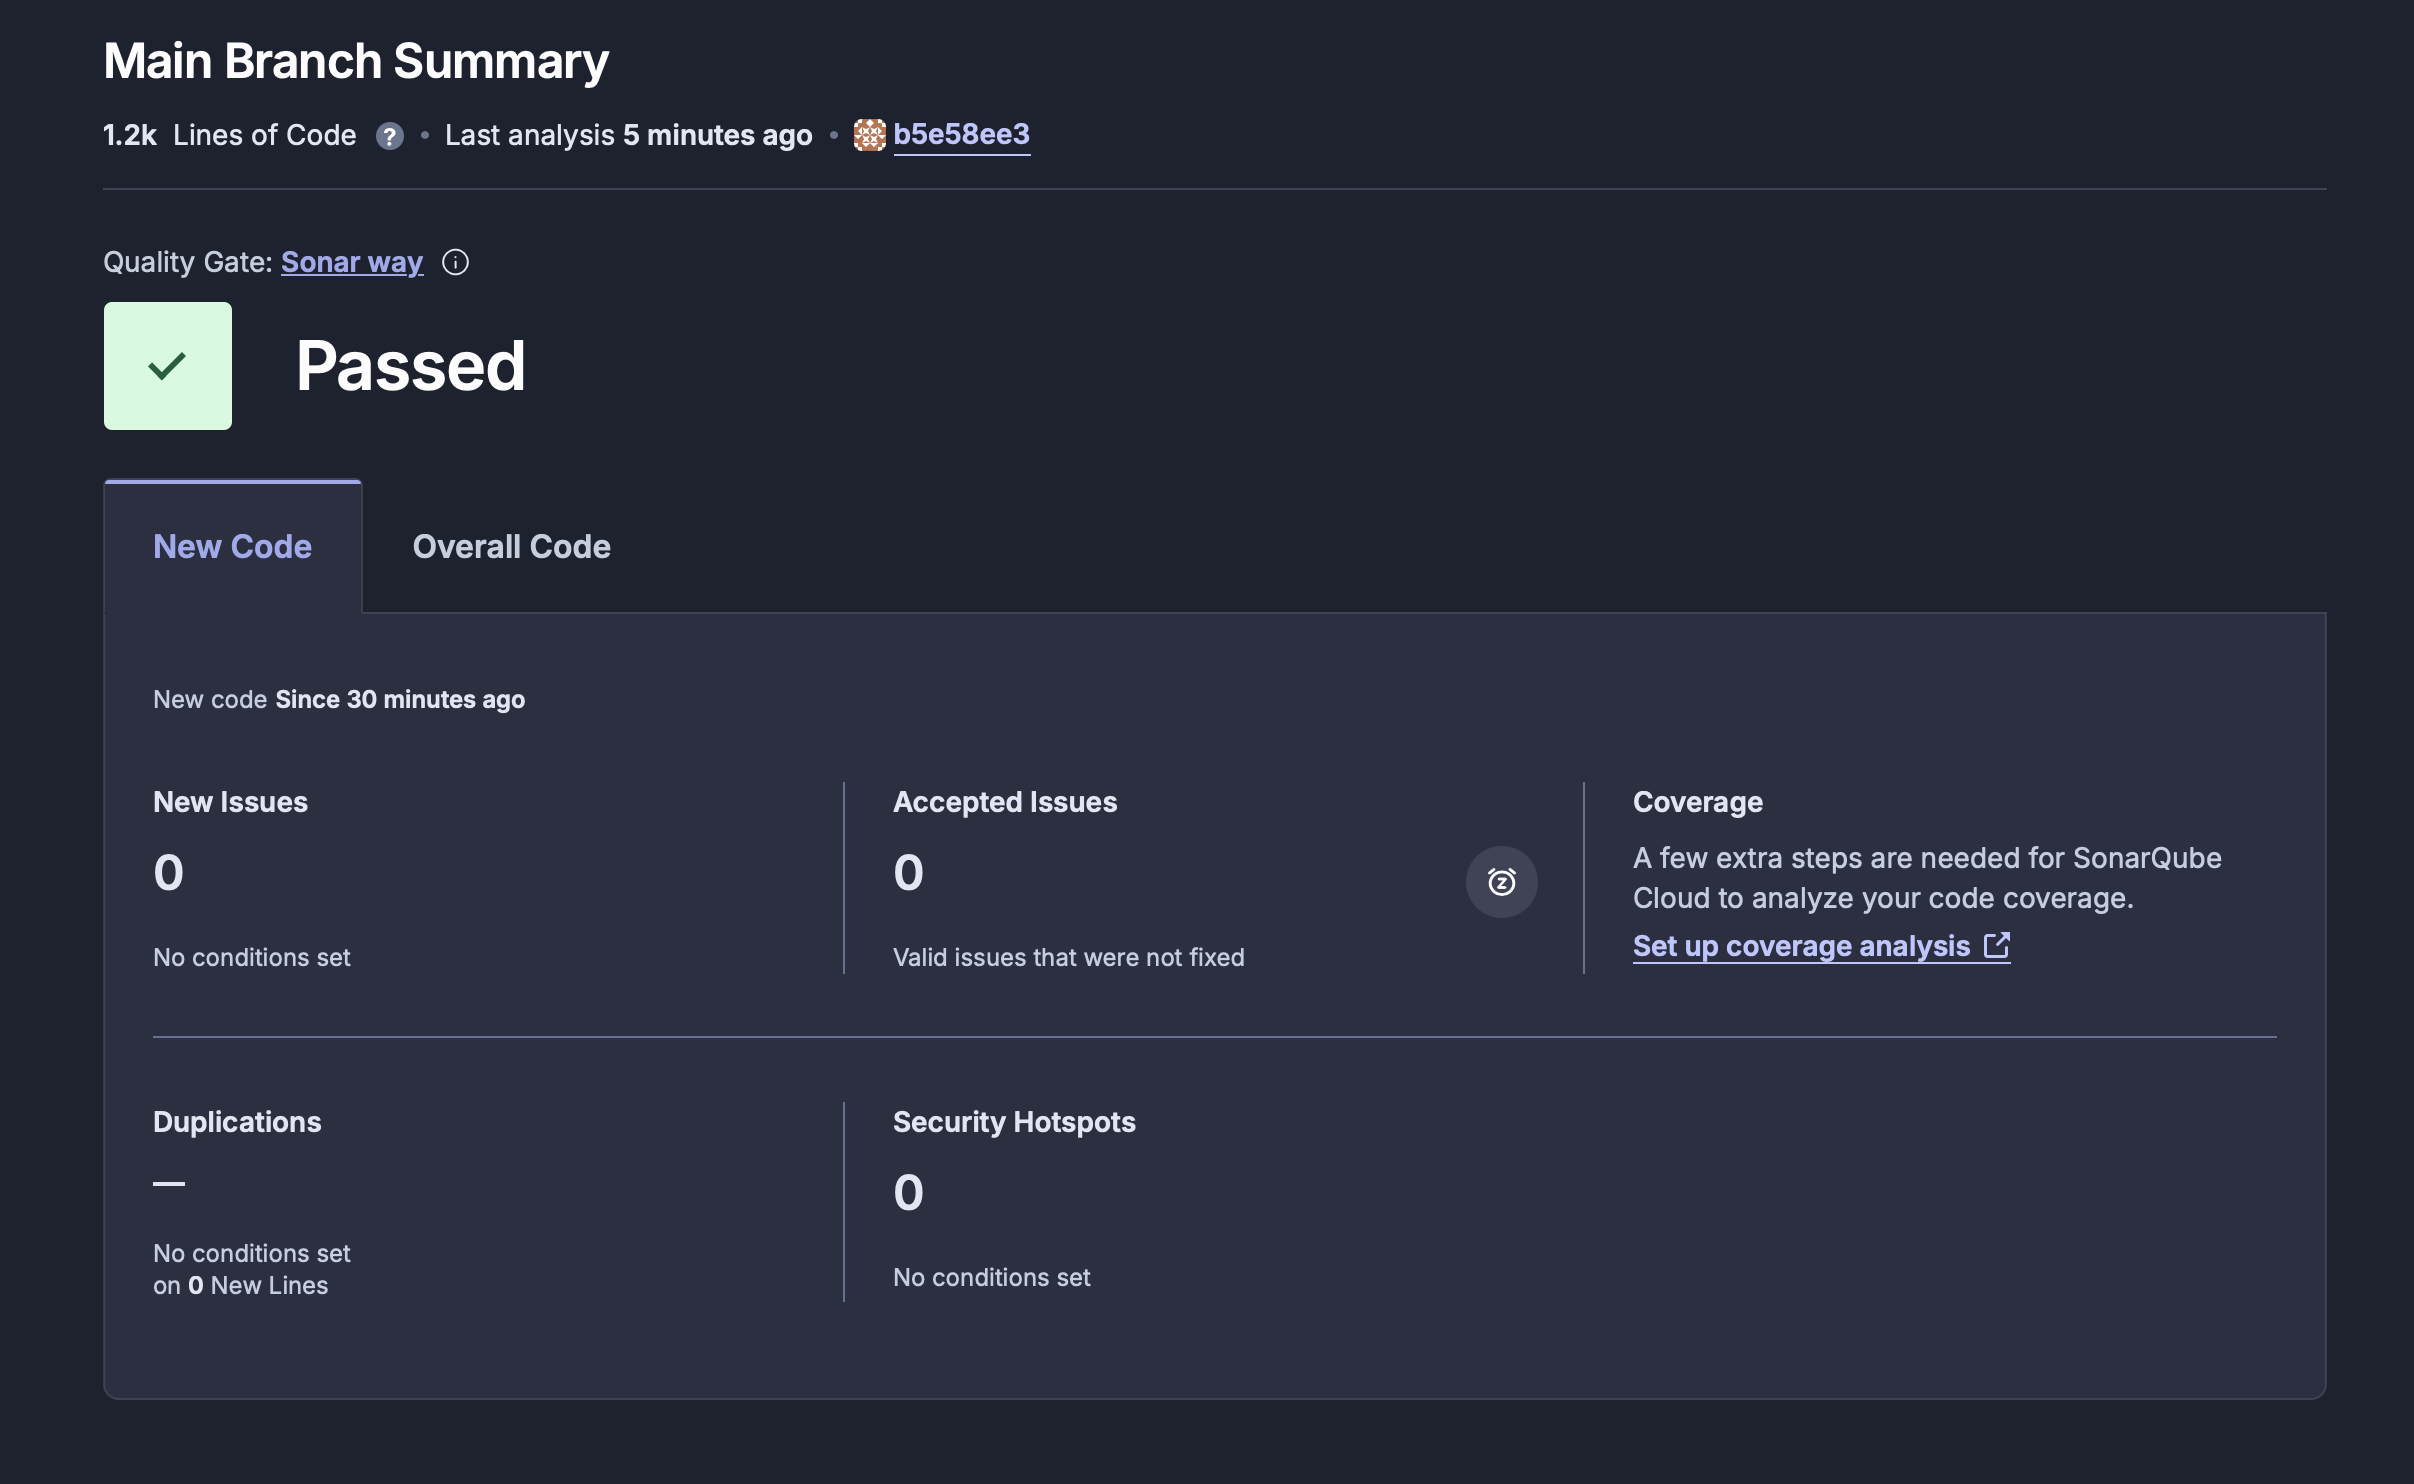 Main Branch Summary
1.2k Lines of Code ? • Last analysis 5 minutes ago • b5e58ee3
Quality Gate: Sonar way
Passed
New Code
Overall Code
New code Since 30 minutes ago
New Issues
0
No conditions set
Accepted Issues
0
Valid issues that were not fixed
Coverage
A few extra steps are needed for SonarQube
Cloud to analyze your code coverage.
Set up coverage analysis
Duplications
—
No conditions set
on 0 New Lines
Security Hotspots
0
No conditions set